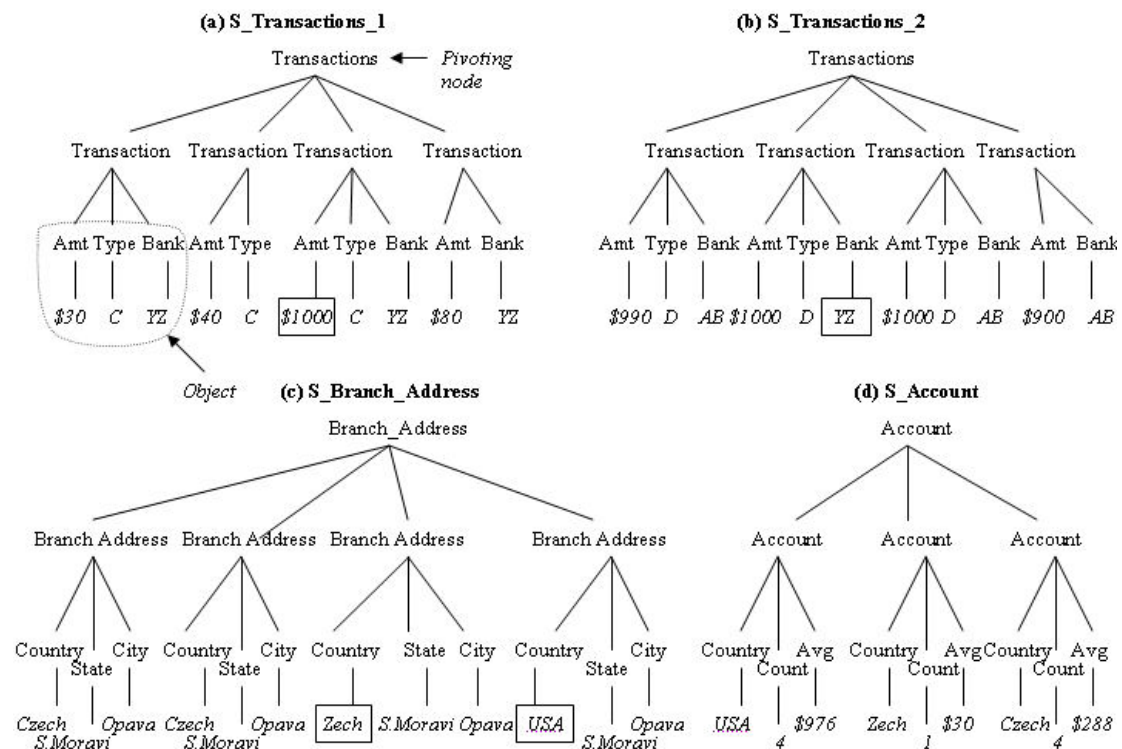 (a) S_Transactions_1
Transactions
Pivoting
node
Transaction Transaction Transaction Transaction
Amt Type Bank Amt Type Amt Type Bank Amt Bank
$30 C YZ $40 C $1000 C YZ $80 YZ
Object
(b) S_Transactions_2
Transactions
Transaction Transaction Transaction Transaction
Amt Type Bank Amt Type Bank Amt Type Bank Amt Bank
$990 D AB $1000 D YZ $1000 D AB $900 AB
(c) S_Branch_Address
Branch_Address
Branch Address Branch Address Branch Address Branch Address
Country City Country City Country State City Country City
State State State
Czech Opava Czech Opava Zech S.Moravi Opava USA Opava
S.Moravi S.Moravi S.Moravi
(d) S_Account
Account
Account Account Account
Country Avg Country Avg Country Avg
Count Count Count
USA $976 Zech $30 Czech $288
4 1 4